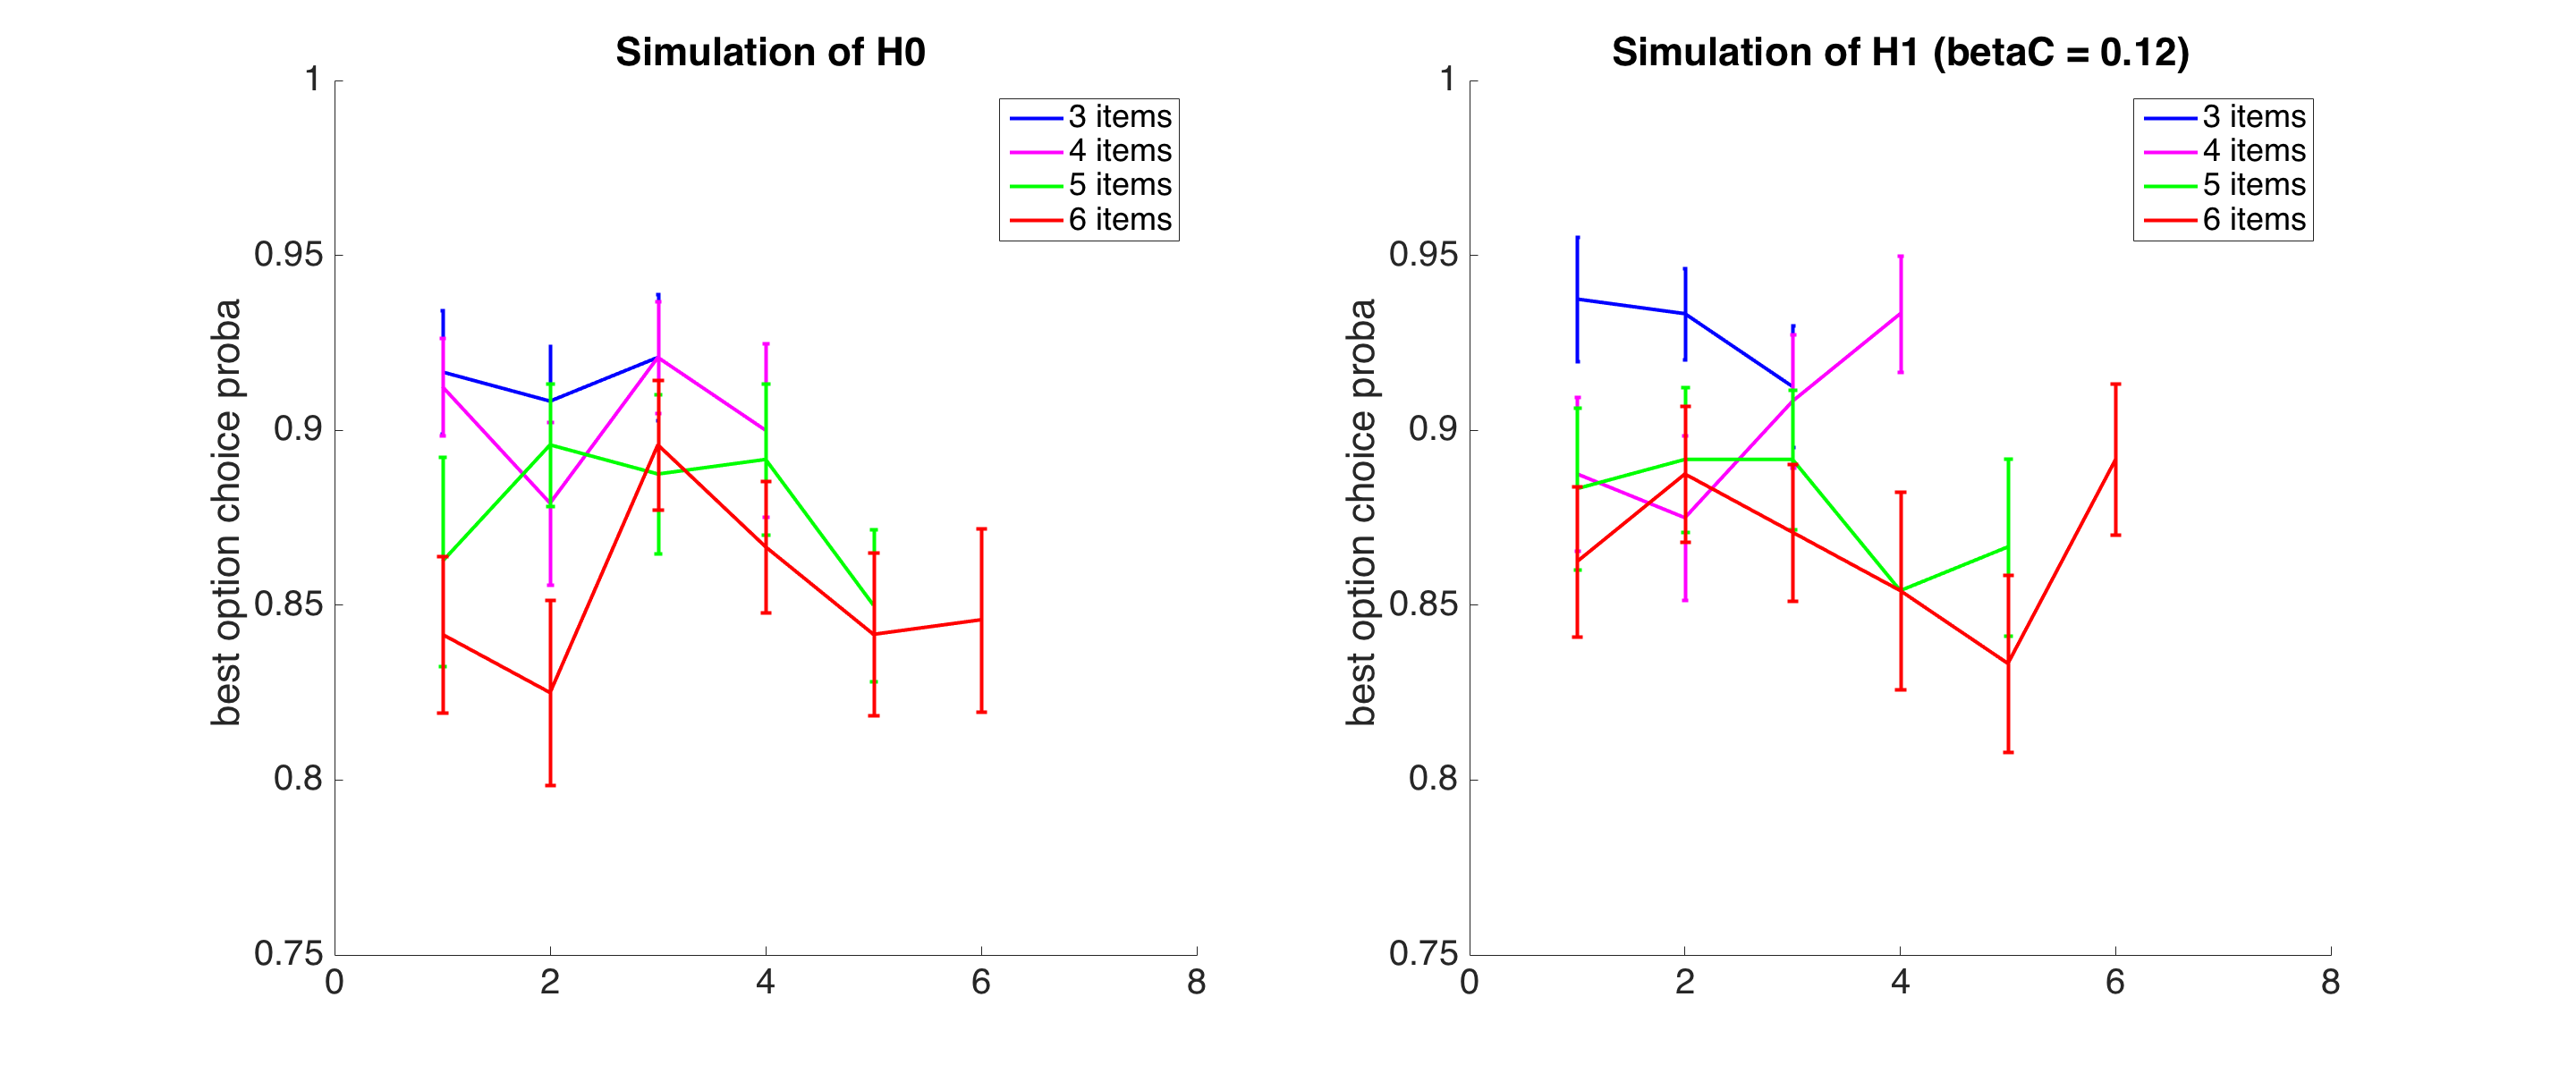 Simulation of H0
1
0.95
0.9
0.85
0.8
0.75
0
2
4
6
8
best option choice proba
3 items
4 items
5 items
6 items
Simulation of H1 (betaC = 0.12)
1
0.95
0.9
0.85
0.8
0.75
0
2
4
6
8
best option choice proba
3 items
4 items
5 items
6 items